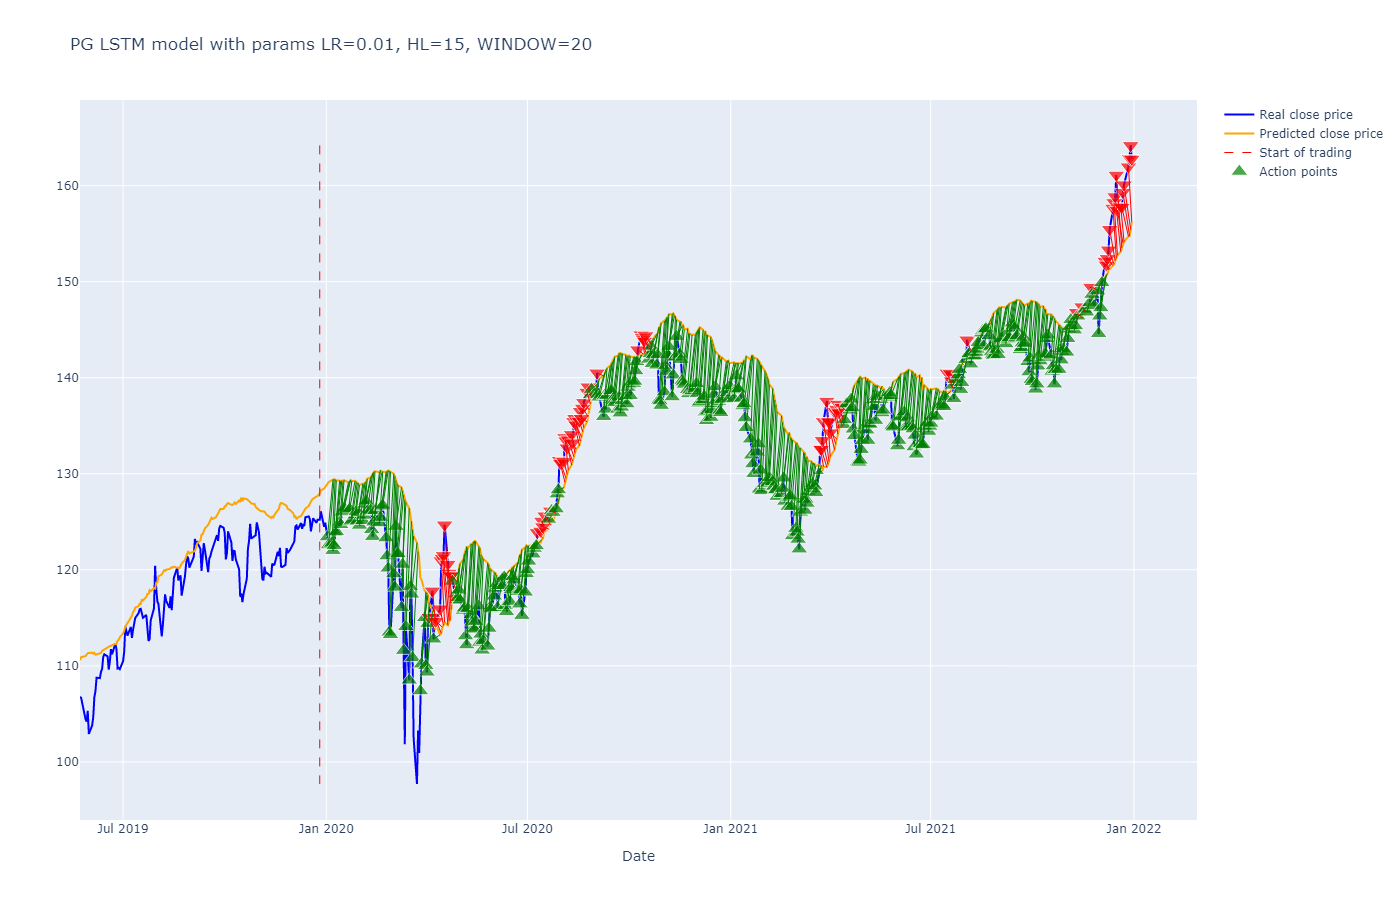 PG LSTM model with params LR=0.01, HL=15, WINDOW=20
Real close price
Predicted close price
Start of trading
Action points
160
150
140
130
120
110
100
Jul 2019
Jan 2020
Jul 2020
Jan 2021
Jul 2021
Jan 2022
Date